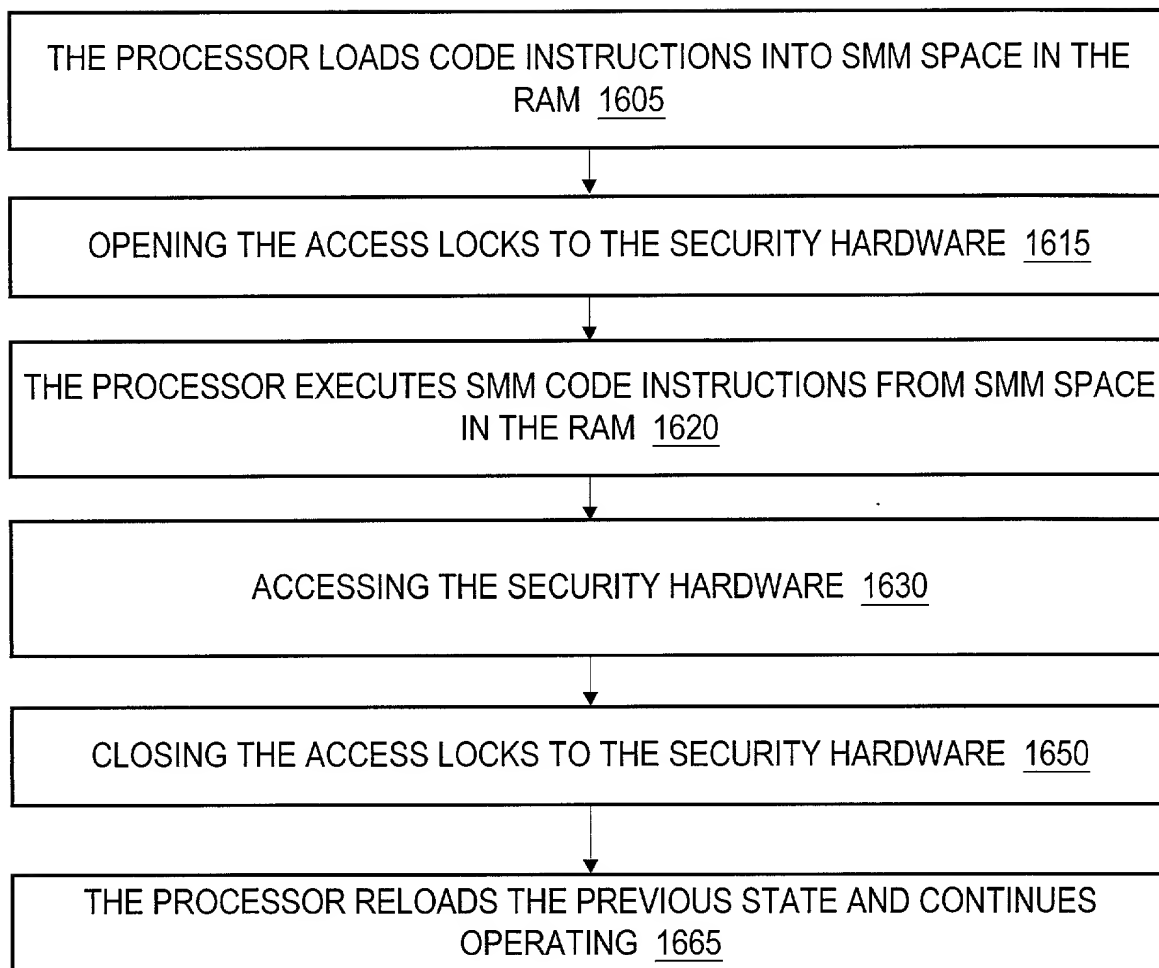 THE PROCESSOR LOADS CODE INSTRUCTIONS INTO SMM SPACE IN THE
RAM 1605
OPENING THE ACCESS LOCKS TO THE SECURITY HARDWARE 1615
THE PROCESSOR EXECUTES SMM CODE INSTRUCTIONS FROM SMM SPACE
IN THE RAM 1620
ACCESSING THE SECURITY HARDWARE 1630
CLOSING THE ACCESS LOCKS TO THE SECURITY HARDWARE 1650
THE PROCESSOR RELOADS THE PREVIOUS STATE AND CONTINUES
OPERATING 1665